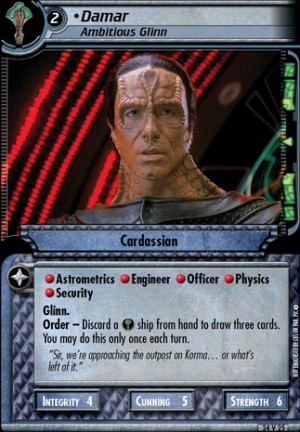 2
•Damar
Ambitious Glinn
Cardassian
Astrometrics Engineer Officer Physics
Security
Glinn.
Order – Discard a ship from hand to draw three cards.
You may do this only once each turn.
"Sir, we're approaching the outpost on Korma... or what's
left of it."
INTEGRITY 4 CUNNING 5 STRENGTH 6
34 V 35